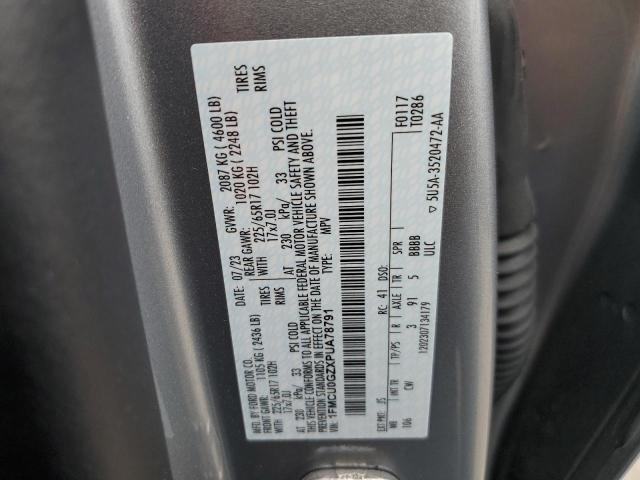 MFD. BY FORD MOTOR CO.
DATE: 07/23 GVWR: 2087 KG ( 4600 LB)
FRONT GAWR: 1105 KG ( 2436 LB) REAR GAWR: 1020 KG ( 2248 LB)
225/65R17 102H TIRES WITH 225/65R17 102H TIRES
17x7.0J RIMS 17x7.0J RIMS
AT 230 kPa/ 33 PSI COLD AT 230 kPa/ 33 PSI COLD
THIS VEHICLE CONFORMS TO ALL APPLICABLE FEDERAL MOTOR VEHICLE SAFETY AND THEFT
PREVENTION STANDARDS IN EFFECT ON THE DATE OF MANUFACTURE SHOWN ABOVE.
VIN: 1FMCU0GZXPUA78791 TYPE: MPV
F0117
T0286
EXT PNT: JS RC: 41 DSO:
WB INT TR TP/PS R AXLE TR SPR
106 CW 3 91 5 BBBB
1202307134179 ULC
5U5A-3520472-AA